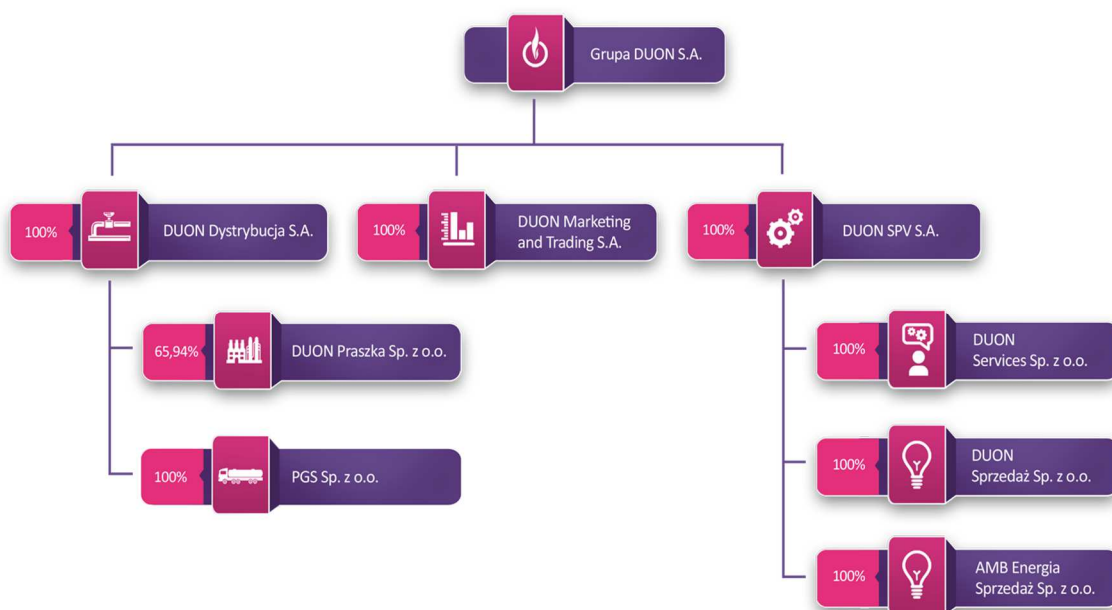 Grupa DUON S.A.
100%
DUON Dystrybucja S.A.
100%
DUON Marketing
and Trading S.A.
100%
DUON SPV S.A.
65,94%
DUON Praszka Sp. z o.o.
100%
PGS Sp. z o.o.
100%
DUON
Services Sp. z o.o.
100%
DUON
Sprzedaż Sp. z o.o.
100%
AMB Energia
Sprzedaż Sp. z o.o.